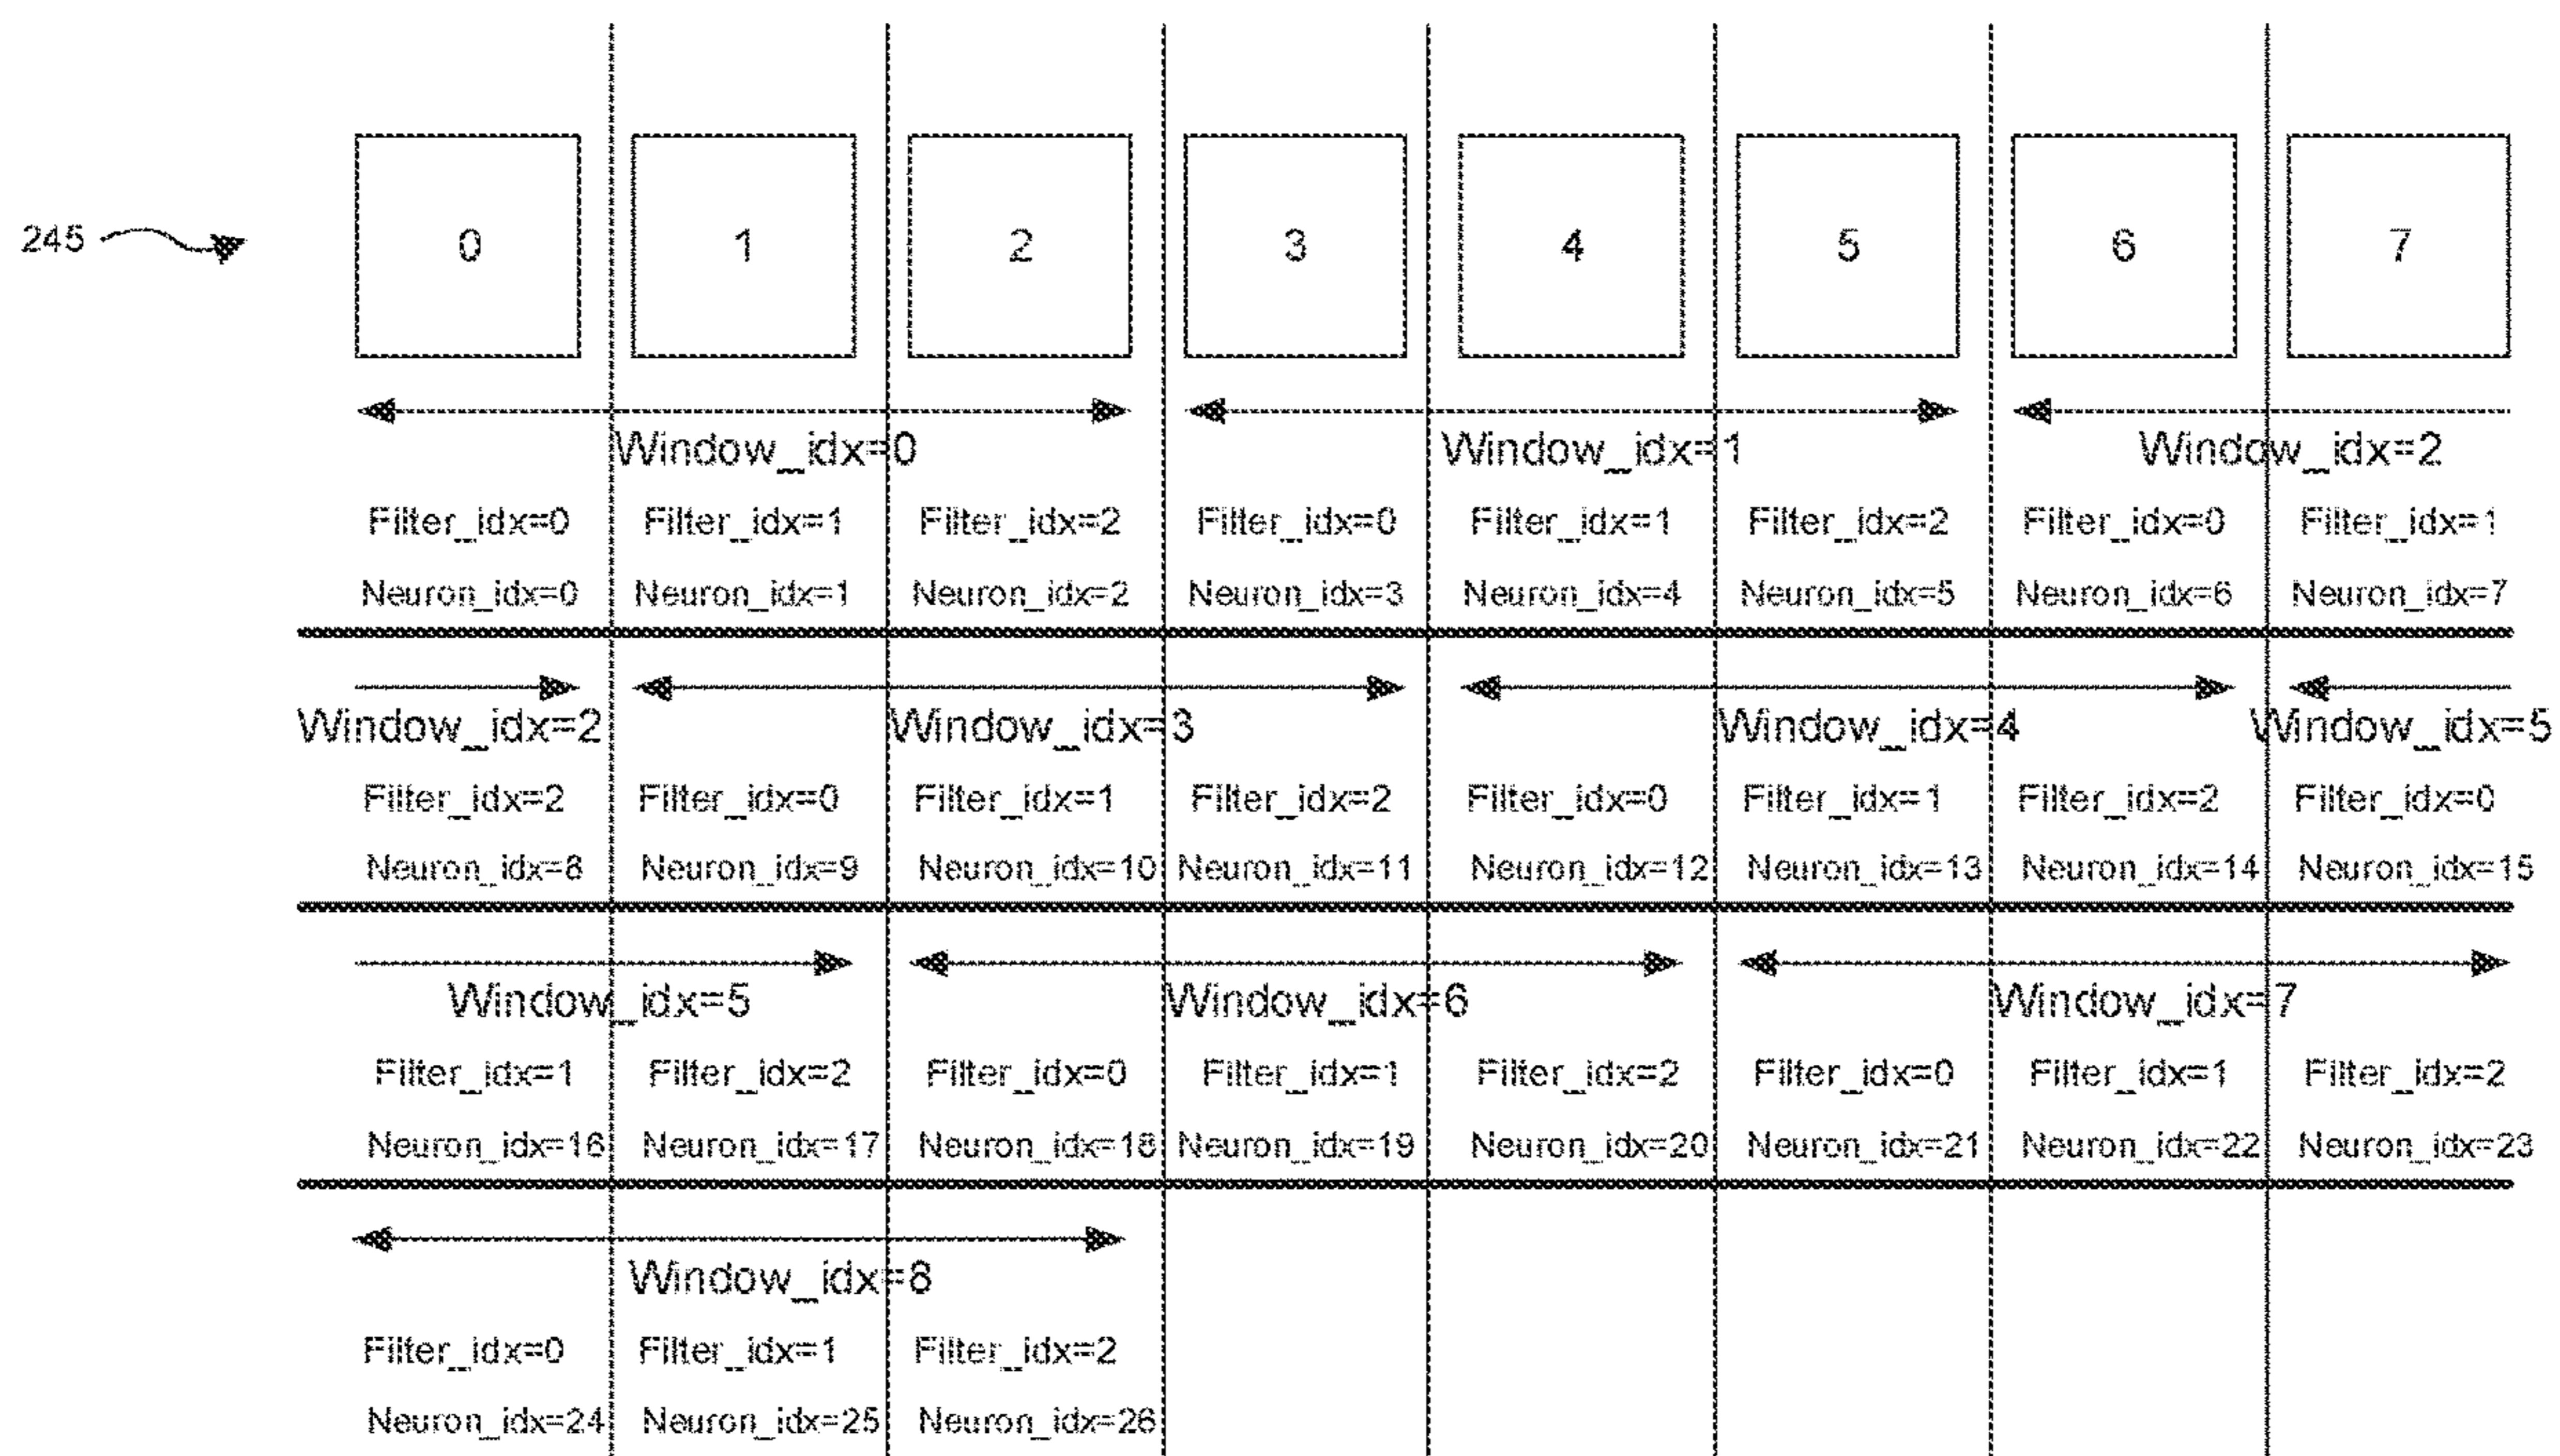 245 0 1 2 3 4 5 6 7
Window_idx=0 Window_idx=1 Window_idx=2
Filter_idx=0 Filter_idx=1 Filter_idx=2 Filter_idx=0 Filter_idx=1 Filter_idx=2 Filter_idx=0 Filter_idx=1
Neuron_idx=0 Neuron_idx=1 Neuron_idx=2 Neuron_idx=3 Neuron_idx=4 Neuron_idx=5 Neuron_idx=6 Neuron_idx=7
Window_idx=2 Window_idx=3 Window_idx=4 Window_idx=5
Filter_idx=2 Filter_idx=0 Filter_idx=1 Filter_idx=2 Filter_idx=0 Filter_idx=1 Filter_idx=2 Filter_idx=0
Neuron_idx=8 Neuron_idx=9 Neuron_idx=10 Neuron_idx=11 Neuron_idx=12 Neuron_idx=13 Neuron_idx=14 Neuron_idx=15
Window_idx=5 Window_idx=6 Window_idx=7
Filter_idx=1 Filter_idx=2 Filter_idx=0 Filter_idx=1 Filter_idx=2 Filter_idx=0 Filter_idx=1 Filter_idx=2
Neuron_idx=16 Neuron_idx=17 Neuron_idx=18 Neuron_idx=19 Neuron_idx=20 Neuron_idx=21 Neuron_idx=22 Neuron_idx=23
Window_idx=8
Filter_idx=0 Filter_idx=1 Filter_idx=2
Neuron_idx=24 Neuron_idx=25 Neuron_idx=26